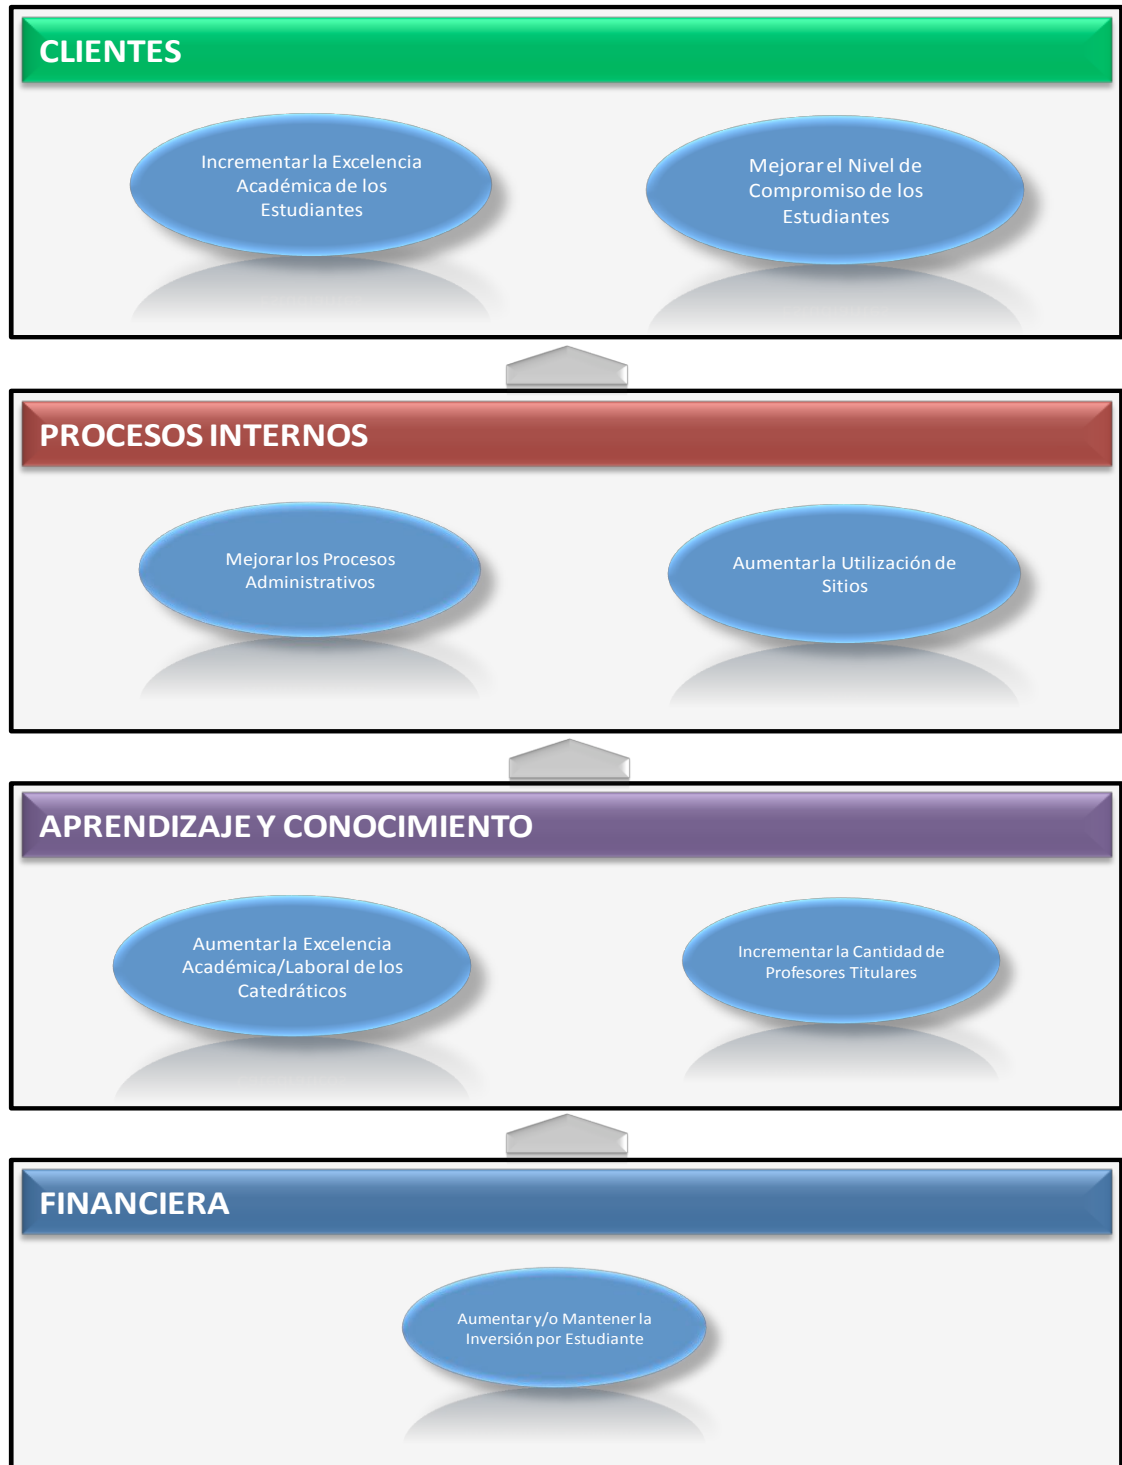 CLIENTES
Incrementar la Excelencia
Académica de los
Estudiantes
Mejorar el Nivel de
Compromiso de los
Estudiantes
PROCESOS INTERNOS
Mejorar los Procesos
Administrativos
Aumentar la Utilización de
Sitios
APRENDIZAJE Y CONOCIMIENTO
Aumentar la Excelencia
Académica/Laboral de los
Catedráticos
Incrementar la Cantidad de
Profesores Titulares
FINANCIERA
Aumentar y/o Mantener la
Inversión por Estudiante